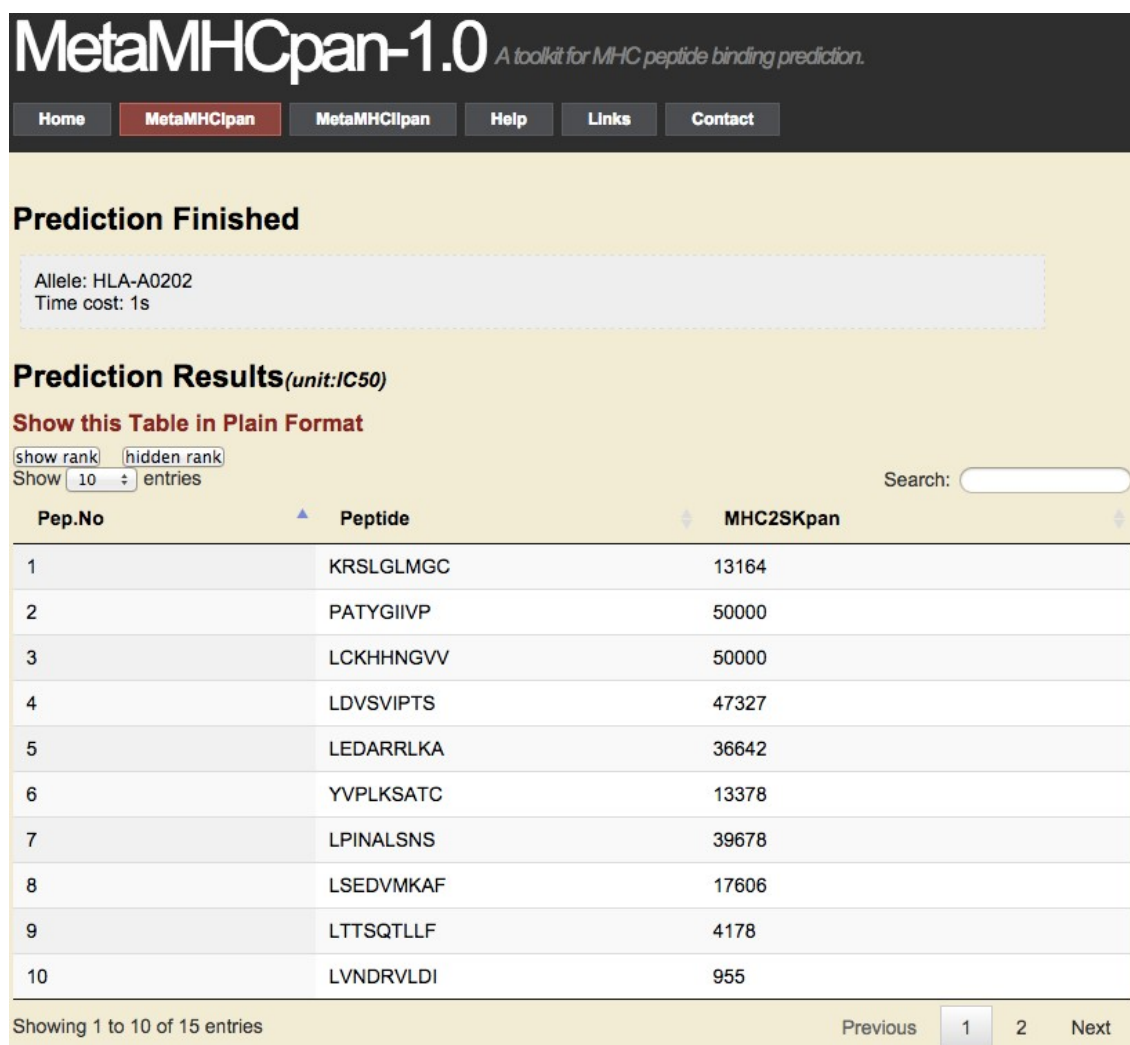 MetaMHCpan-1.0 A toolkit for MHC peptide binding prediction.
Home MetaMHCIpan MetaMHCIIpan Help Links Contact
Prediction Finished
Allele: HLA-A0202
Time cost: 1s
Prediction Results(unit:IC50)
Show this Table in Plain Format
show rank hidden rank
Show 10 entries Search:
Pep.No Peptide MHC2SKpan
1 KRSLGLMGC 13164
2 PATYGIIVP 50000
3 LCKHHNGVV 50000
4 LDVSVIPTS 47327
5 LEDARRLKA 36642
6 YVPLKSATC 13378
7 LPINALSNS 39678
8 LSEDVMKAF 17606
9 LTTSQTLLF 4178
10 LVNDRVLDI 955
Showing 1 to 10 of 15 entries Previous 1 2 Next